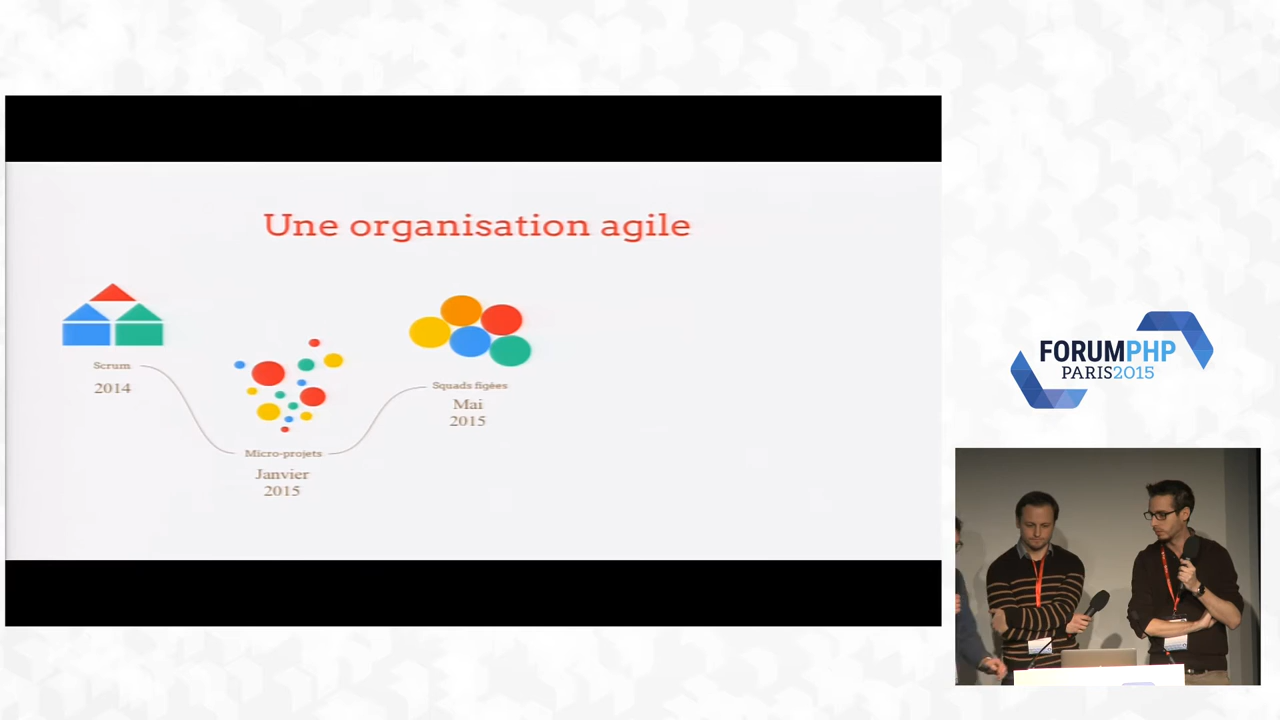 Une organisation agile
Scrum
2014
Micro-projets
Janvier
2015
Squads figées
Mai
2015
FORUMPHP
PARIS2015